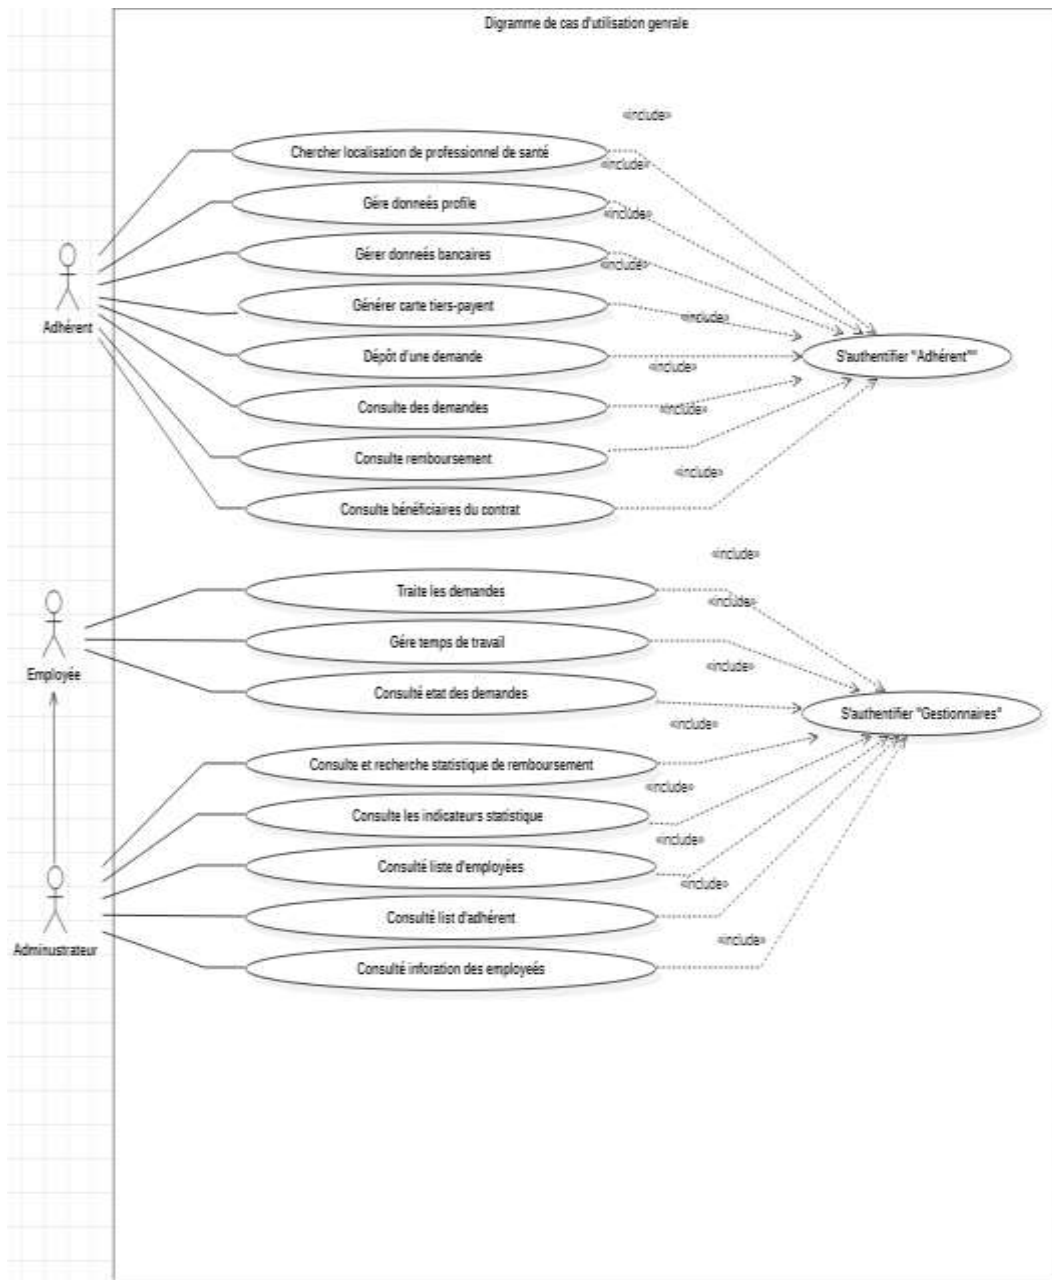 Digramme de cas d'utilisation genrale
«include»
Chercher localisation de professionnel de santé
«include»
Gére donneés profile
«include»
Gérer donneés bancaires
«include»
Générer carte tiers-payent
«include»
Adhérent
Dépôt d'une demande
S'authentifier "Adhérent""
«include»
Consulte des demandes
«include»
Consulte remboursement
«include»
Consulte bénéficiaires du contrat
«include»
Traite les demandes
«include»
Gére temps de travail
«include»
Employée
Consulté etat des demandes
S'authentifier "Gestionnaires"
«include»
Consulte et recherche statistique de remboursement
«include»
Consulte les indicateurs statistique
«include»
Consulté liste d'employées
«include»
Consulté list d'adhérent
«include»
Adminustrateur
Consulté inforation des employeés